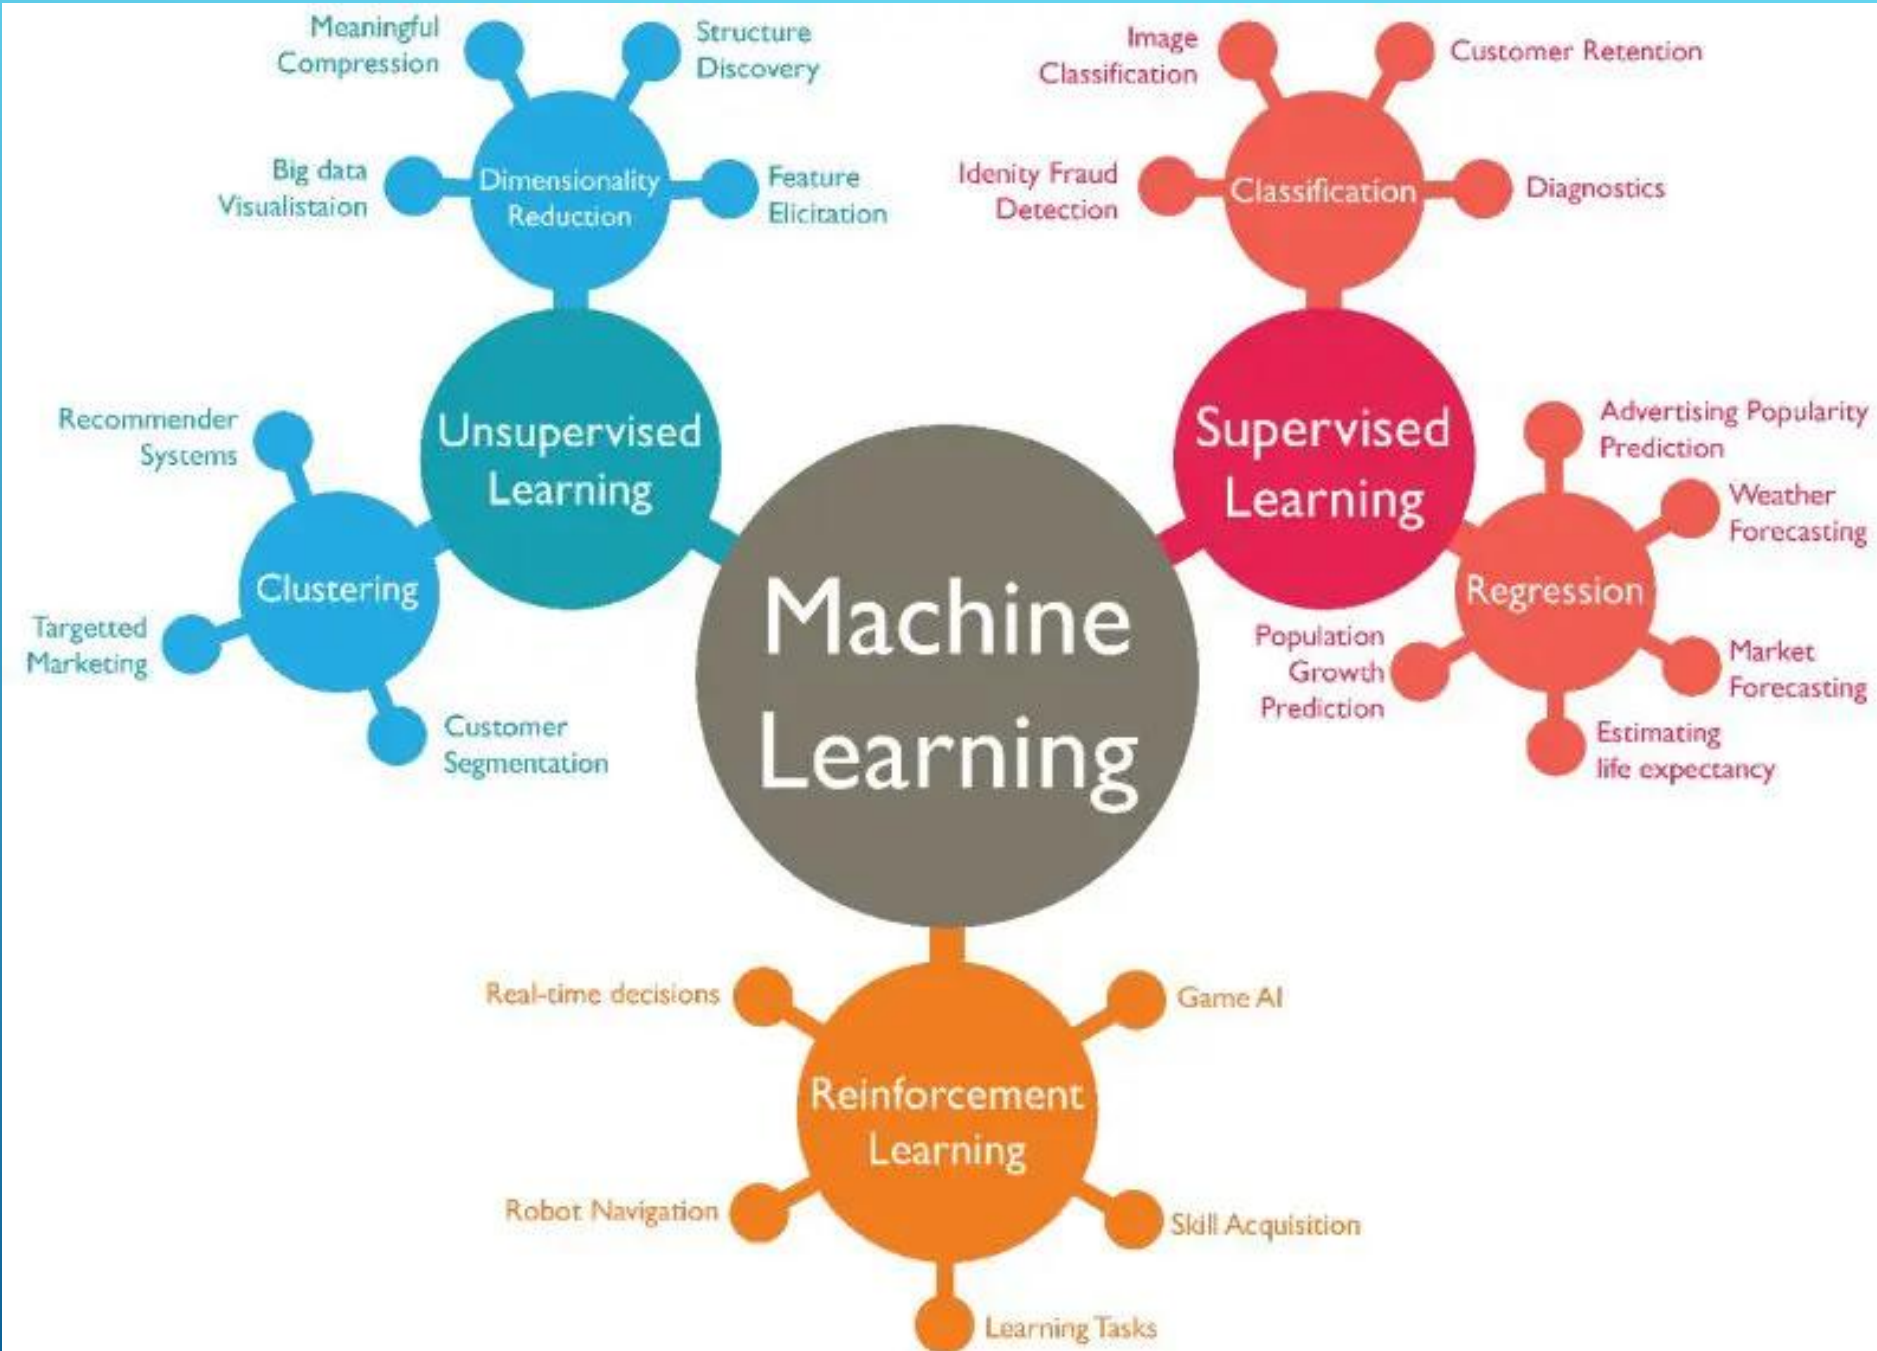 Meaningful
Compression
Structure
Discovery
Big data
Visualistaion
Dimensionality
Reduction
Feature
Elicitation
Image
Classification
Customer Retention
Idenity Fraud
Detection
Classification
Diagnostics
Unsupervised
Learning
Recommender
Systems
Clustering
Targetted
Marketing
Customer
Segmentation
Supervised
Learning
Advertising Popularity
Prediction
Weather
Forecasting
Regression
Population
Growth
Prediction
Market
Forecasting
Estimating
life expectancy
Machine
Learning
Real-time decisions
Game AI
Reinforcement
Learning
Robot Navigation
Skill Acquisition
Learning Tasks